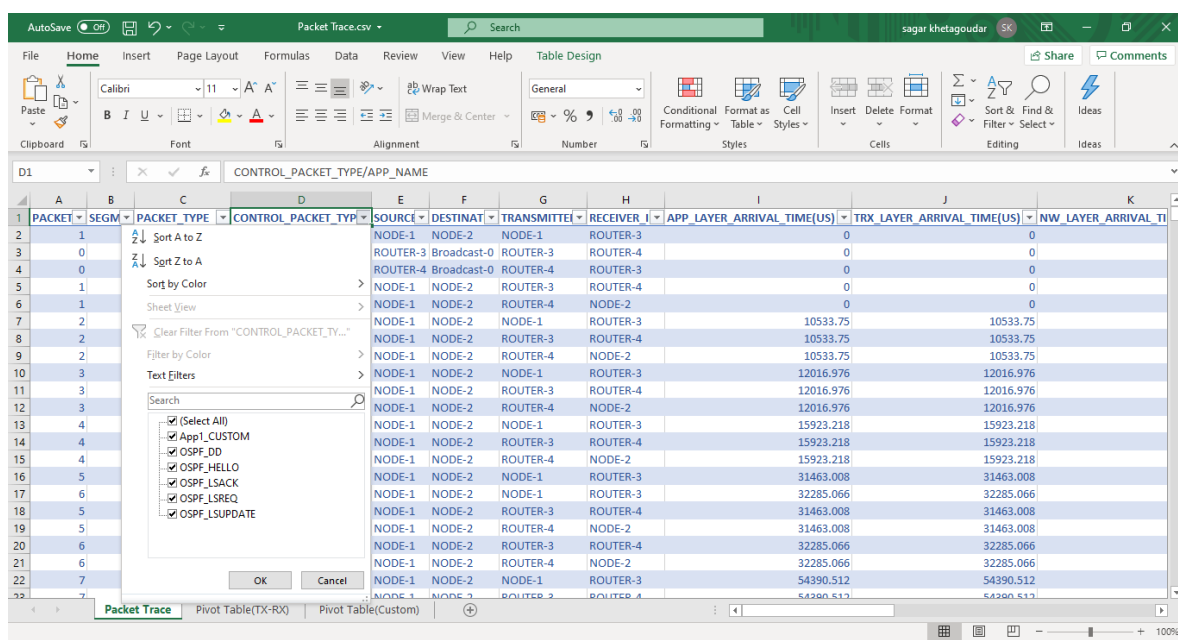 AutoSave Off Packet Trace.csv Search sagar khetagoudar SK
File Home Insert Page Layout Formulas Data Review View Help Table Design Share Comments
Paste Calibri 11 A A ab Wrap Text General Conditional Formatting Format as Table Cell Styles Insert Delete Format Sort & Filter Find & Select Ideas
B I U A Merge & Center % 9
Clipboard Font Alignment Number Styles Cells Editing Ideas
D1 fx CONTROL_PACKET_TYPE/APP_NAME
A B C D E F G H I J K
1 PACKET SEGM PACKET_TYPE CONTROL_PACKET_TYP SOURCE DESTINAT TRANSMITTE RECEIVER_I APP_LAYER_ARRIVAL_TIME(US) TRX_LAYER_ARRIVAL_TIME(US) NW_LAYER_ARRIVAL_TI
2 1 NODE-1 NODE-2 NODE-1 ROUTER-3 0 0
3 0 ROUTER-3 Broadcast-0 ROUTER-3 ROUTER-4 0 0
4 0 ROUTER-4 Broadcast-0 ROUTER-4 ROUTER-3 0 0
5 1 NODE-1 NODE-2 ROUTER-3 ROUTER-4 0 0
6 1 NODE-1 NODE-2 ROUTER-4 NODE-2 0 0
7 2 NODE-1 NODE-2 NODE-1 ROUTER-3 10533.75 10533.75
8 2 NODE-1 NODE-2 ROUTER-3 ROUTER-4 10533.75 10533.75
9 2 NODE-1 NODE-2 ROUTER-4 NODE-2 10533.75 10533.75
10 3 NODE-1 NODE-2 NODE-1 ROUTER-3 12016.976 12016.976
11 3 NODE-1 NODE-2 ROUTER-3 ROUTER-4 12016.976 12016.976
12 3 NODE-1 NODE-2 ROUTER-4 NODE-2 12016.976 12016.976
13 4 NODE-1 NODE-2 NODE-1 ROUTER-3 15923.218 15923.218
14 4 NODE-1 NODE-2 ROUTER-3 ROUTER-4 15923.218 15923.218
15 4 NODE-1 NODE-2 ROUTER-4 NODE-2 15923.218 15923.218
16 5 NODE-1 NODE-2 NODE-1 ROUTER-3 31463.008 31463.008
17 6 NODE-1 NODE-2 NODE-1 ROUTER-3 32285.066 32285.066
18 5 NODE-1 NODE-2 ROUTER-3 ROUTER-4 31463.008 31463.008
19 5 NODE-1 NODE-2 ROUTER-4 NODE-2 31463.008 31463.008
20 6 NODE-1 NODE-2 ROUTER-3 ROUTER-4 32285.066 32285.066
21 6 NODE-1 NODE-2 ROUTER-4 NODE-2 32285.066 32285.066
22 7 NODE-1 NODE-2 NODE-1 ROUTER-3 54390.512 54390.512
23 7 NODE-1 NODE-2 ROUTER-3 ROUTER-4 54390.512 54390.512
Sort A to Z
Sort Z to A
Sort by Color
Sheet View
Clear Filter From "CONTROL_PACKET_TY..."
Filter by Color
Text Filters
Search
(Select All)
App1_CUSTOM
OSPF_DD
OSPF_HELLO
OSPF_LSACK
OSPF_LSREQ
OSPF_LSUPDATE
OK Cancel
Packet Trace Pivot Table(TX-RX) Pivot Table(Custom)
100%